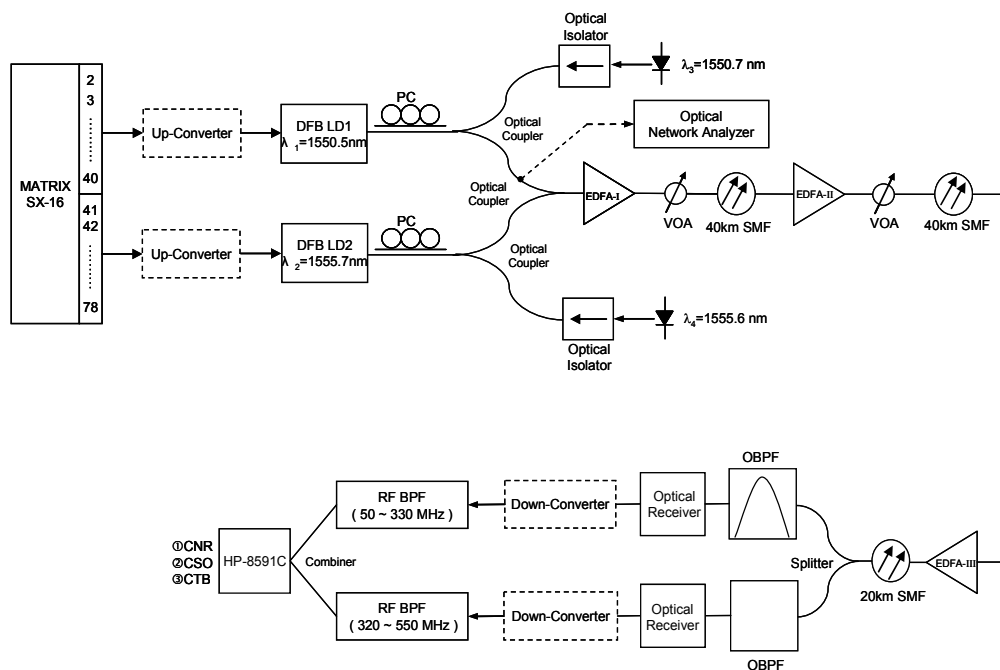 Optical
Isolator
λ3=1550.7 nm
MATRIX
SX-16
2
3
40
41
42
78
Up-Converter
DFB LD1
λ 1=1550.5nm
PC
Optical
Coupler
Optical
Network Analyzer
Optical
Coupler
EDFA-I
VOA
40km SMF
EDFA-II
VOA
40km SMF
Up-Converter
DFB LD2
λ 2=1555.7nm
PC
Optical
Coupler
λ4=1555.6 nm
Optical
Isolator
OBPF
RF BPF
( 50 ~ 330 MHz )
Down-Converter
Optical
Receiver
①CNR
②CSO
③CTB
HP-8591C
Combiner
Splitter
20km SMF
EDFA-III
RF BPF
( 320 ~ 550 MHz )
Down-Converter
Optical
Receiver
OBPF